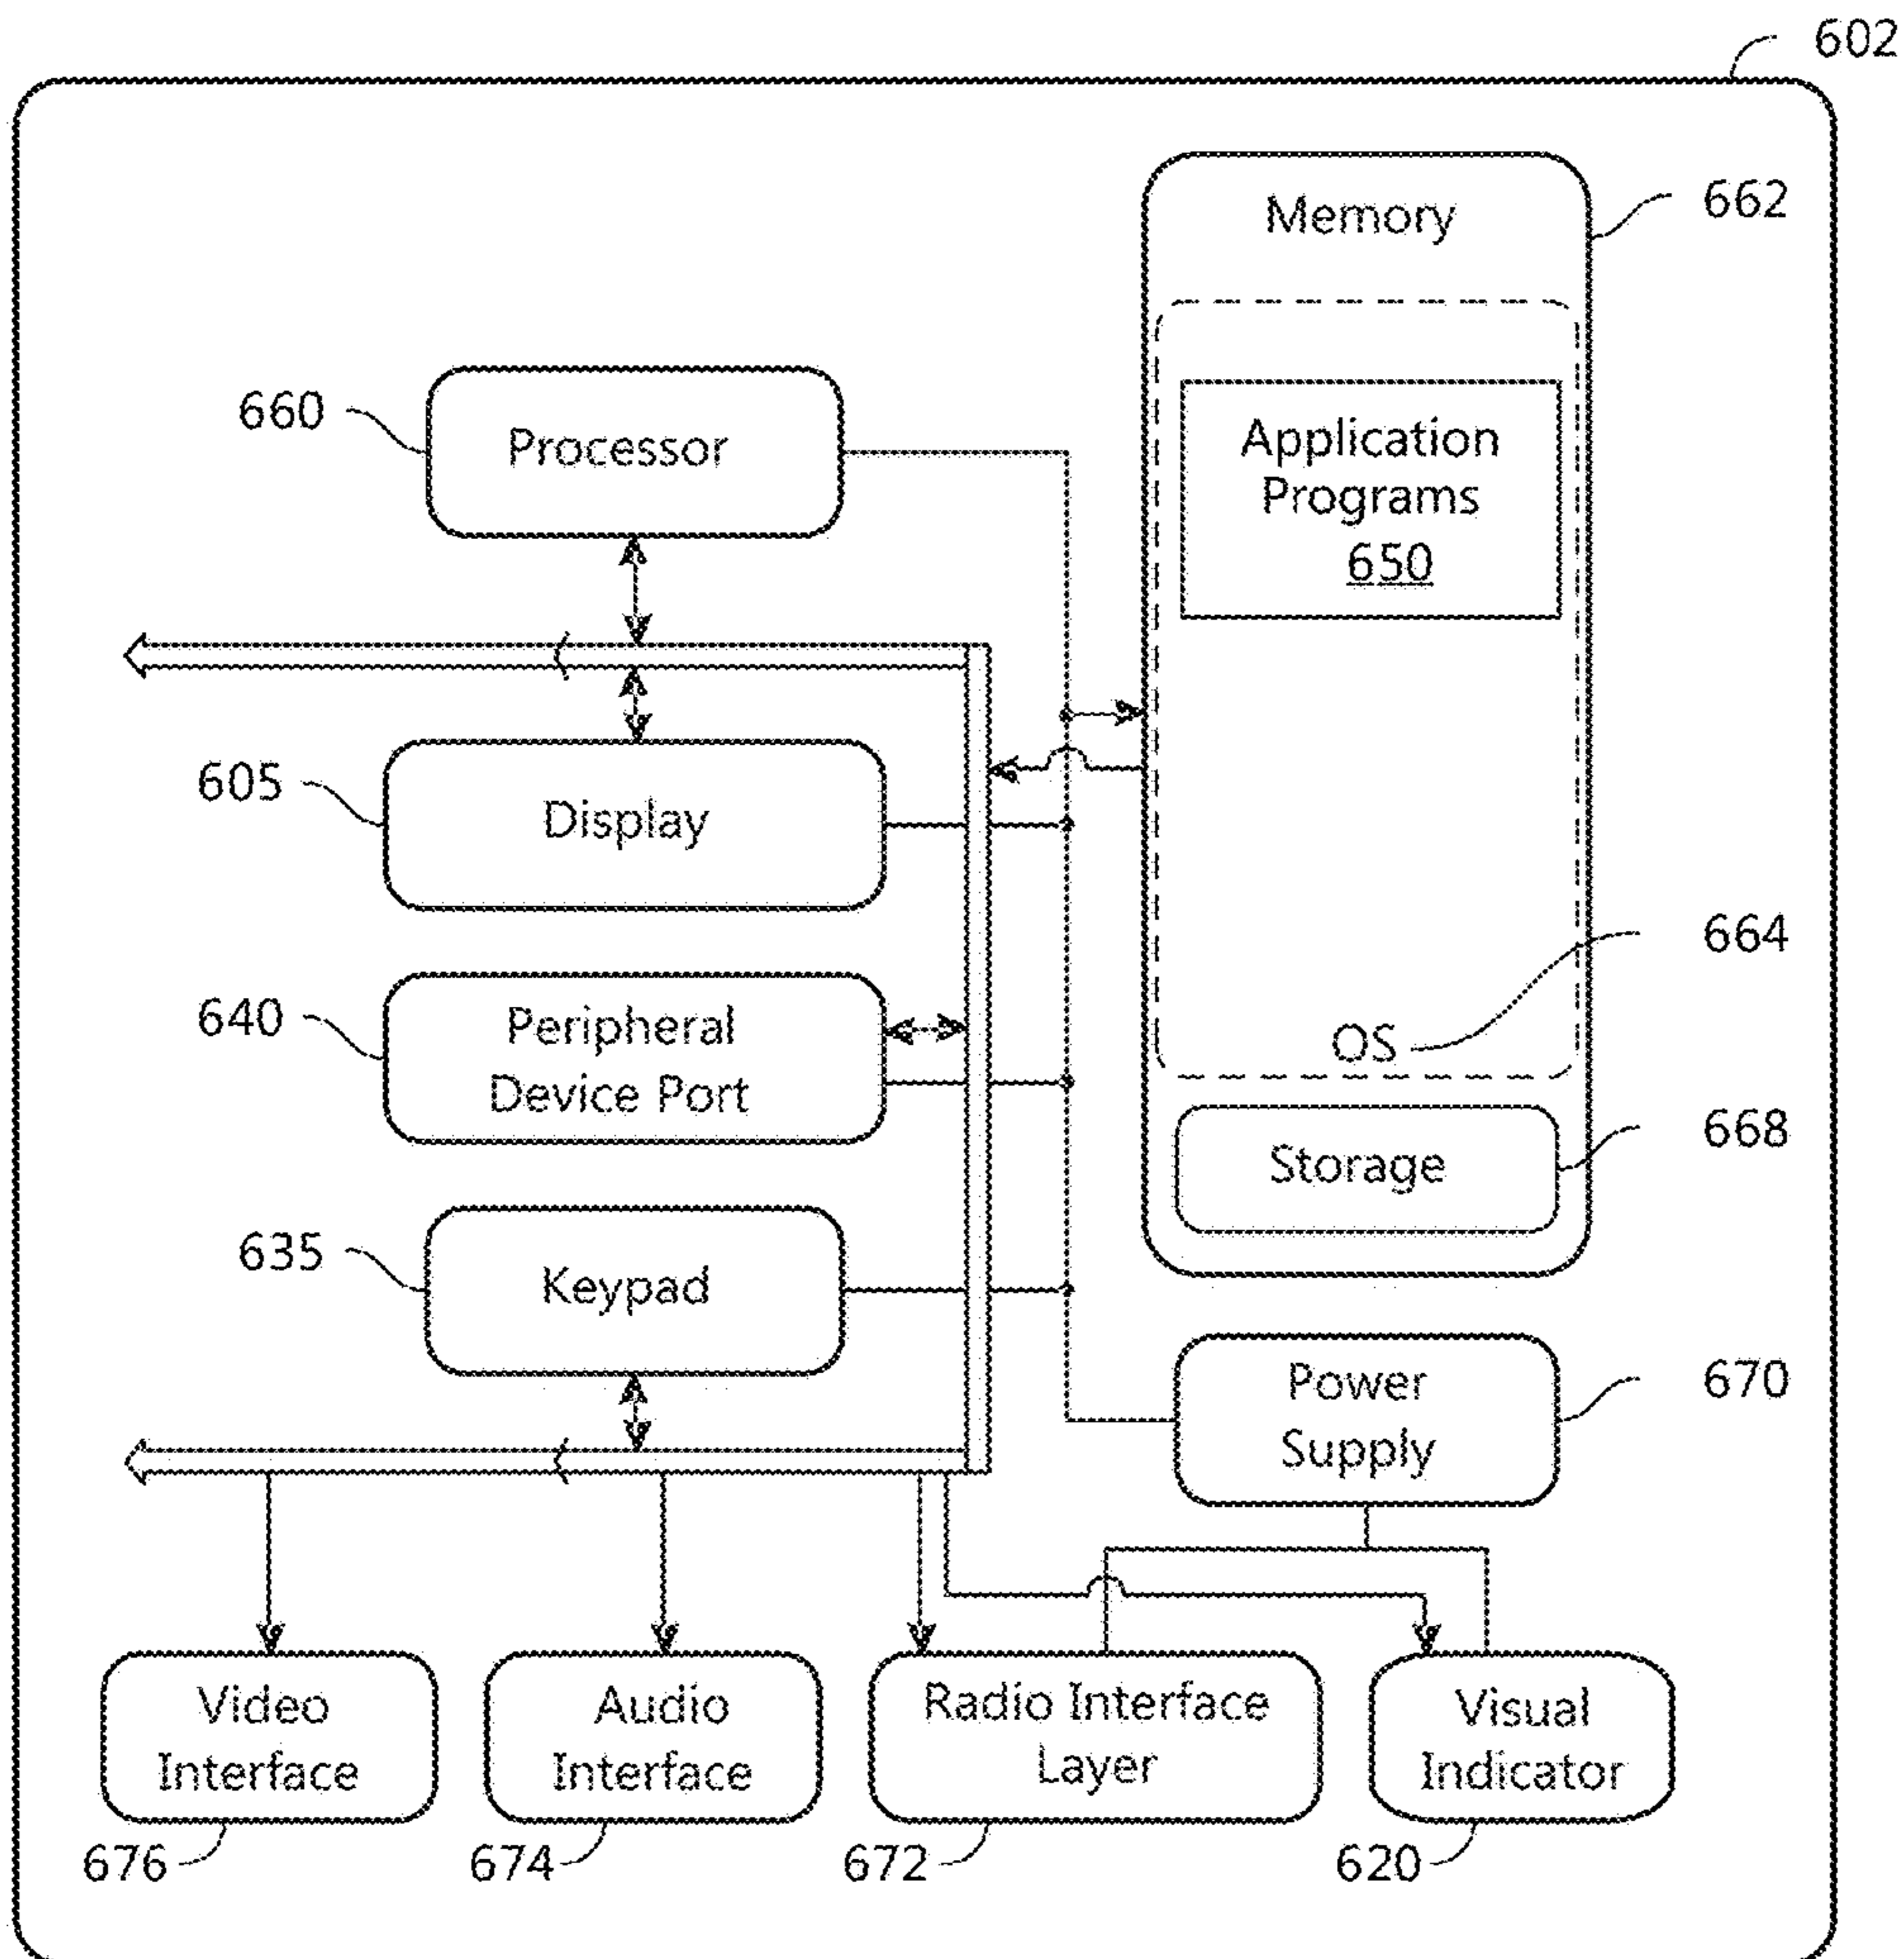 602
Memory
662
660
Processor
Application
Programs
650
605
Display
664
640
Peripheral
Device Port
OS
668
Storage
635
Keypad
Power
Supply
670
Video
Interface
Audio
Interface
Radio Interface
Layer
Visual
Indicator
676
674
672
620